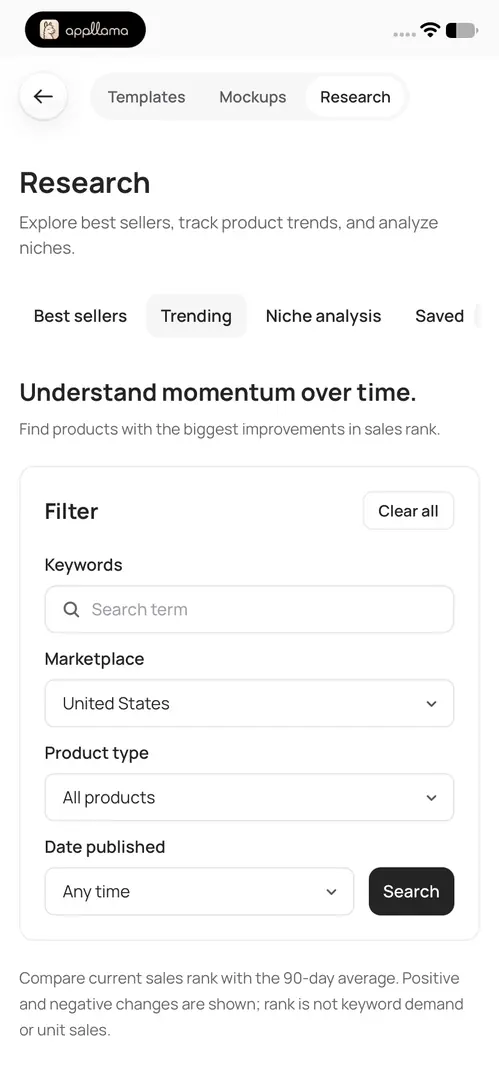 appllama
Templates Mockups Research
Research
Explore best sellers, track product trends, and analyze
niches.
Best sellers Trending Niche analysis Saved
Understand momentum over time.
Find products with the biggest improvements in sales rank.
Filter Clear all
Keywords
Search term
Marketplace
United States
Product type
All products
Date published
Any time Search
Compare current sales rank with the 90-day average. Positive
and negative changes are shown; rank is not keyword demand
or unit sales.